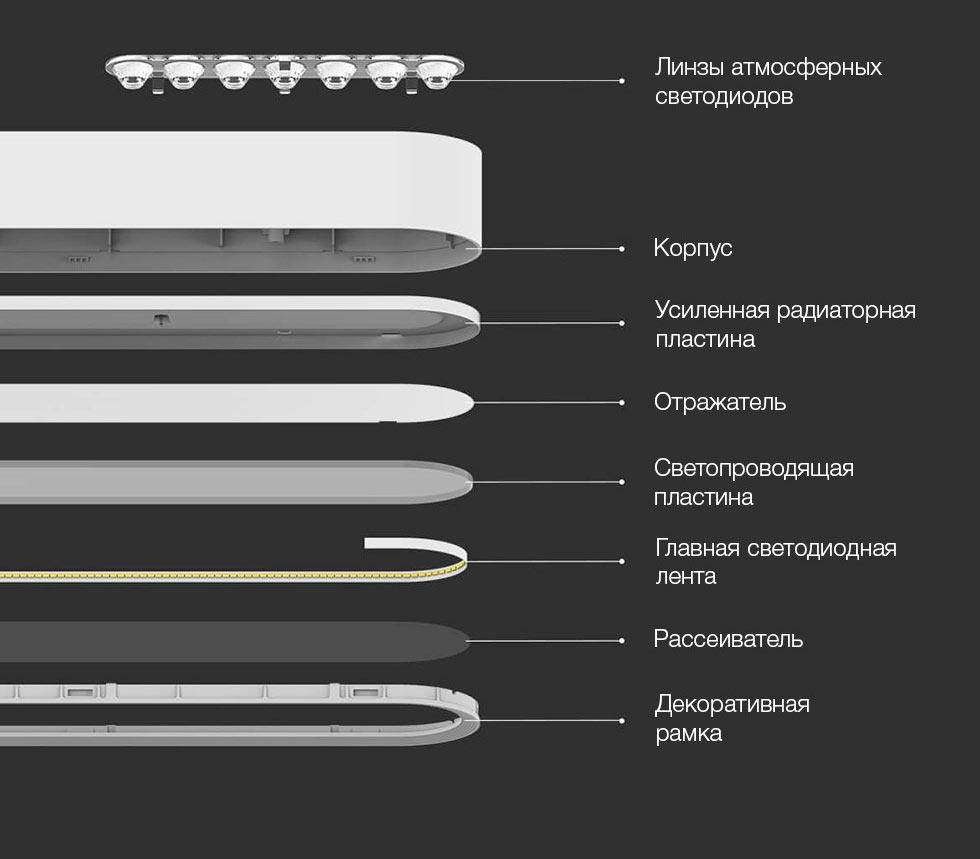 Линзы атмосферных
светодиодов
Корпус
Усиленная радиаторная
пластина
Отражатель
Светопроводящая
пластина
Главная светодиодная
лента
Рассеиватель
Декоративная
рамка